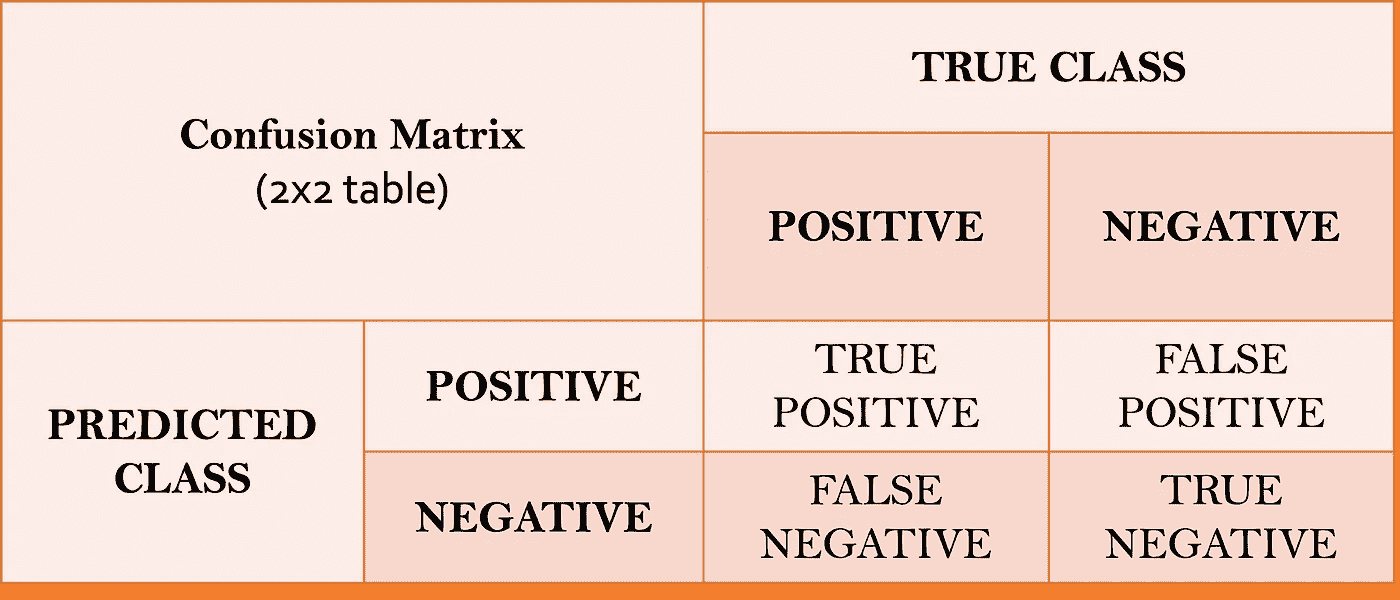 TRUE CLASS
Confusion Matrix
(2x2 table)
POSITIVE
NEGATIVE
PREDICTED
CLASS
POSITIVE
TRUE
POSITIVE
FALSE
POSITIVE
NEGATIVE
FALSE
NEGATIVE
TRUE
NEGATIVE